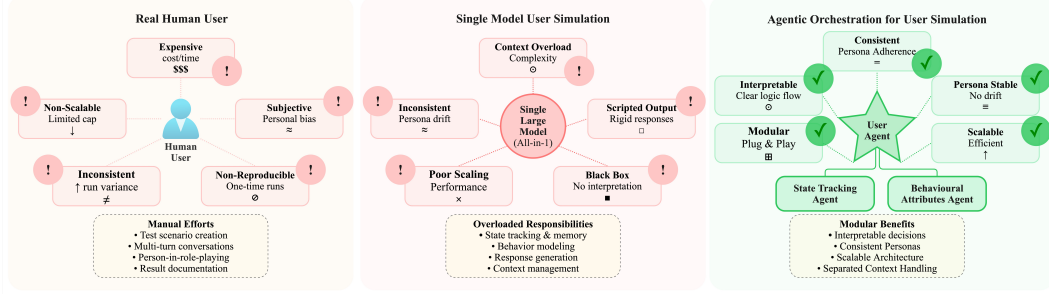 Real Human User
Expensive
cost/time
$$$
!
!
Non-Scalable
Limited cap
↓
!
Subjective
Personal bias
≈
Human
User
!
Inconsistent
↑ run variance
≠
!
Non-Reproducible
One-time runs
⊘
Manual Efforts
• Test scenario creation
• Multi-turn conversations
• Person-in-role-playing
• Result documentation
Single Model User Simulation
Context Overload
Complexity
⊙
!
!
Inconsistent
Persona drift
≈
!
Scripted Output
Rigid responses
□
Single
Large
Model
(All-in-1)
!
Poor Scaling
Performance
×
!
Black Box
No interpretation
■
Overloaded Responsibilities
• State tracking & memory
• Behavior modeling
• Response generation
• Context management
Agentic Orchestration for User Simulation
Consistent
Persona Adherence
=
✓
Interpretable
Clear logic flow
⊙
✓
Persona Stable
No drift
≡
✓
Modular
Plug & Play
⊞
✓
User
Agent
Scalable
Efficient
↑
✓
State Tracking
Agent
Behavioural
Attributes Agent
Modular Benefits
• Interpretable decisions
• Consistent Personas
• Scalable Architecture
• Separated Context Handling